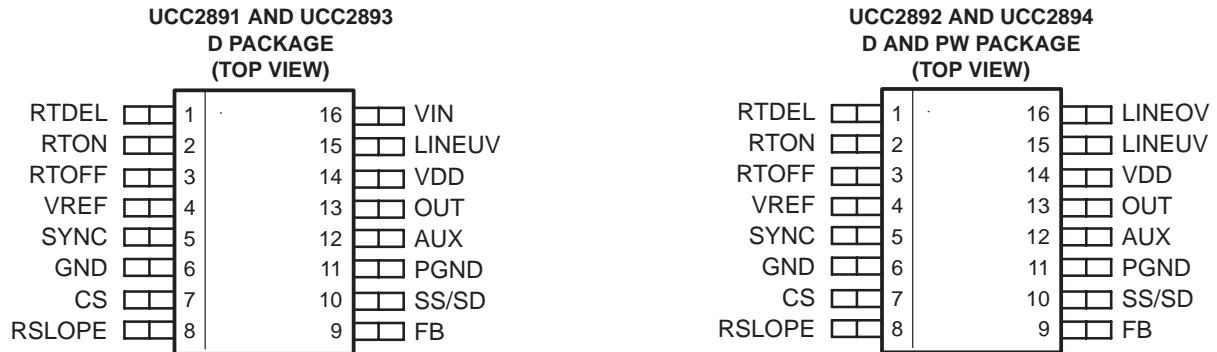 UCC2891 AND UCC2893
D PACKAGE
(TOP VIEW)
RTDEL 1 16 VIN
RTON 2 15 LINEUV
RTOFF 3 14 VDD
VREF 4 13 OUT
SYNC 5 12 AUX
GND 6 11 PGND
CS 7 10 SS/SD
RSLOPE 8 9 FB
UCC2892 AND UCC2894
D AND PW PACKAGE
(TOP VIEW)
RTDEL 1 16 LINEOV
RTON 2 15 LINEUV
RTOFF 3 14 VDD
VREF 4 13 OUT
SYNC 5 12 AUX
GND 6 11 PGND
CS 7 10 SS/SD
RSLOPE 8 9 FB